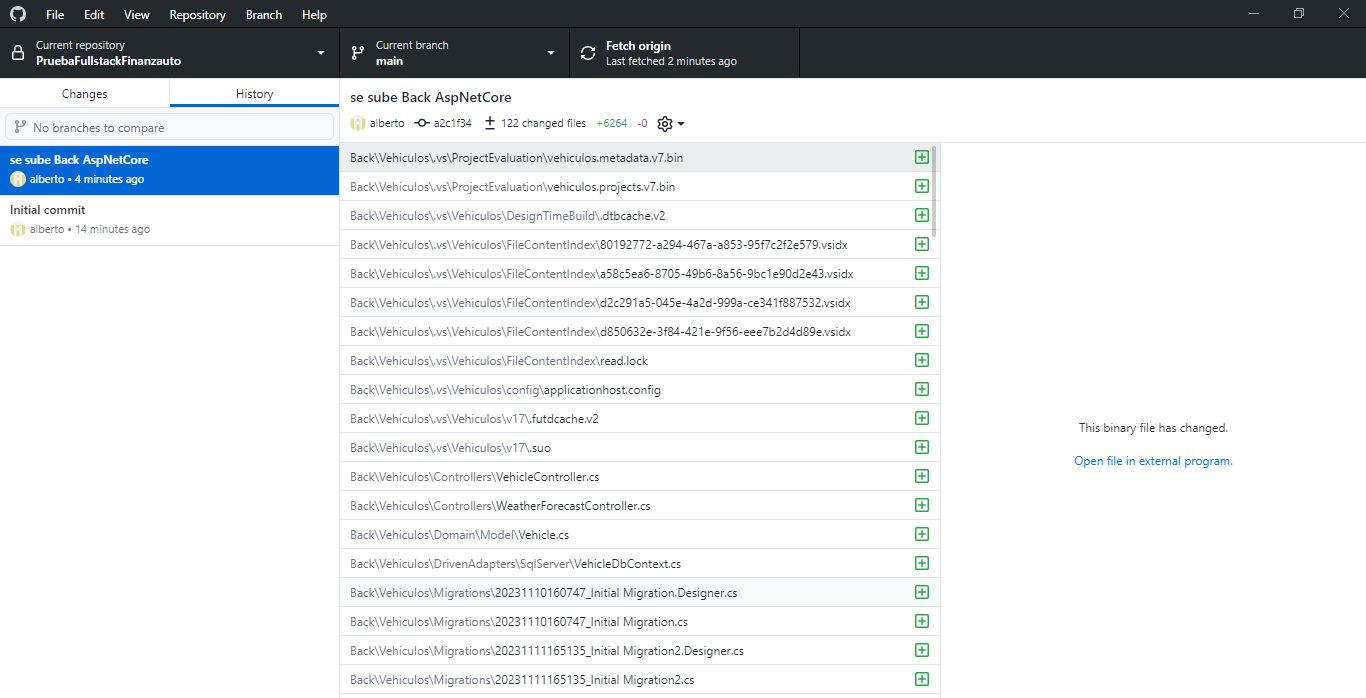 File Edit View Repository Branch Help
Current repository
PruebaFullstackFinanzauto
Current branch
main
Fetch origin
Last fetched 2 minutes ago
Changes
History
No branches to compare
se sube Back AspNetCore
alberto • 4 minutes ago
Initial commit
alberto • 14 minutes ago
se sube Back AspNetCore
alberto a2c1f34 122 changed files +6264 -0
Back\Vehiculos\.vs\ProjectEvaluation\vehiculos.metadata.v7.bin
Back\Vehiculos\.vs\ProjectEvaluation\vehiculos.projects.v7.bin
Back\Vehiculos\.vs\Vehiculos\DesignTimeBuild\.dtbcache.v2
Back\Vehiculos\.vs\Vehiculos\FileContentIndex\80192772-a294-467a-a853-95f7c2f2e579.vsidx
Back\Vehiculos\.vs\Vehiculos\FileContentIndex\a58c5ea6-8705-49b6-8a56-9bc1e90d2e43.vsidx
Back\Vehiculos\.vs\Vehiculos\FileContentIndex\d2c291a5-045e-4a2d-999a-ce341f887532.vsidx
Back\Vehiculos\.vs\Vehiculos\FileContentIndex\d850632e-3f84-421e-9f56-eee7b2d4d89e.vsidx
Back\Vehiculos\.vs\Vehiculos\FileContentIndex\read.lock
Back\Vehiculos\.vs\Vehiculos\config\applicationhost.config
Back\Vehiculos\.vs\Vehiculos\v17\.futdcache.v2
Back\Vehiculos\.vs\Vehiculos\v17\.suo
Back\Vehiculos\Controllers\VehicleController.cs
Back\Vehiculos\Controllers\WeatherForecastController.cs
Back\Vehiculos\Domain\Model\Vehicle.cs
Back\Vehiculos\DrivenAdapters\SqlServer\VehicleDbContext.cs
Back\Vehiculos\Migrations\20231110160747_Initial Migration.Designer.cs
Back\Vehiculos\Migrations\20231110160747_Initial Migration.cs
Back\Vehiculos\Migrations\20231111165135_Initial Migration2.Designer.cs
Back\Vehiculos\Migrations\20231111165135_Initial Migration2.cs
This binary file has changed.
Open file in external program.